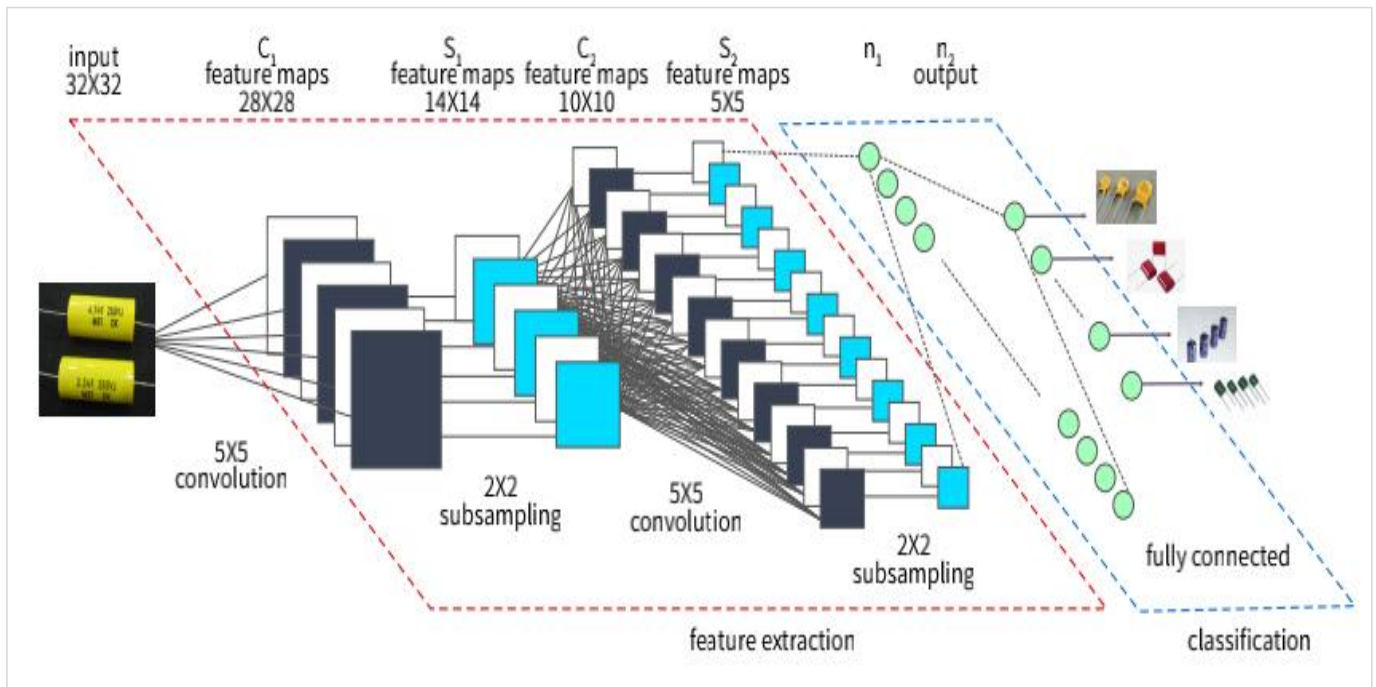 input
32X32
C1
feature maps
28X28
S1
feature maps
14X14
C2
feature maps
10X10
S2
feature maps
5X5
n1
n2
output
5X5
convolution
2X2
subsampling
5X5
convolution
2X2
subsampling
fully connected
feature extraction
classification